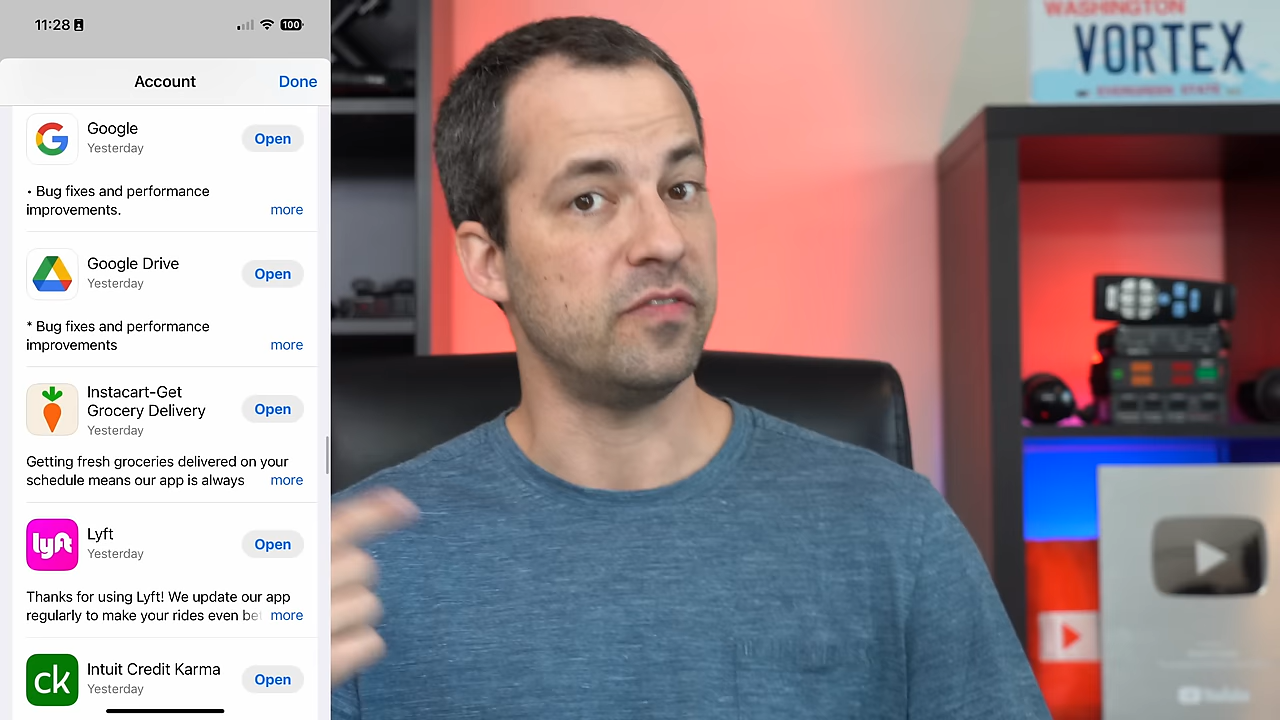 11:28
100
Account
Done
Google
Yesterday
Open
• Bug fixes and performance
improvements.
more
Google Drive
Yesterday
Open
* Bug fixes and performance
improvements
more
Instacart-Get
Grocery Delivery
Yesterday
Open
Getting fresh groceries delivered on your
schedule means our app is always
more
Lyft
lyft
Yesterday
Open
Thanks for using Lyft! We update our app
regularly to make your rides even be
more
ck
Intuit Credit Karma
Yesterday
Open
WASHINGTON
VORTEX
EVERGREEN STATE
YouTube